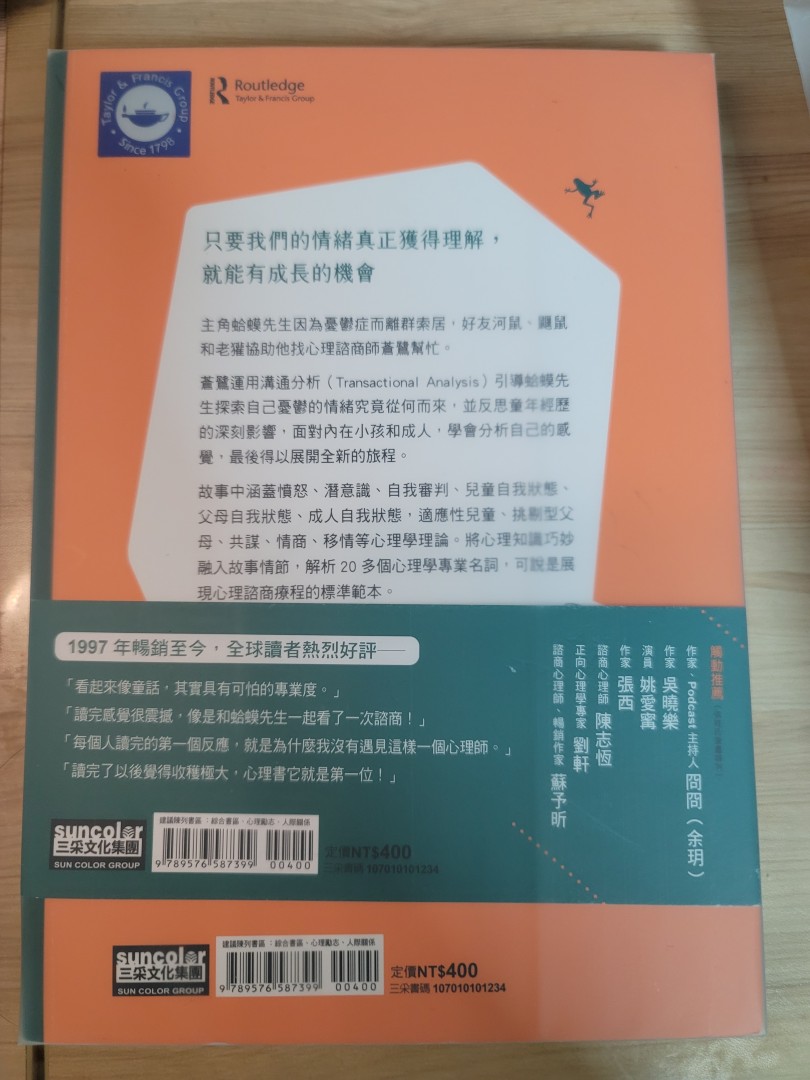 Taylor & Francis Group
Since 1798
Routledge
Taylor & Francis Group
只要我們的情緒真正獲得理解，
就能有成長的機會
主角蛤蟆先生因為憂鬱症而離群索居，好友河鼠、鼴鼠
和老獾協助他找心理諮商師蒼鷺幫忙。
蒼鷺運用溝通分析（Transactional Analysis）引導蛤蟆先
生探索自己憂鬱的情緒究竟從何而來，並反思童年經歷
的深刻影響，面對內在小孩和成人，學會分析自己的感
覺，最後得以展開全新的旅程。
故事中涵蓋憤怒、潛意識、自我審判、兒童自我狀態、
父母自我狀態、成人自我狀態，適應性兒童、挑剔型父
母、共謀、情商、移情等心理學理論。將心理知識巧妙
融入故事情節，解析 20 多個心理學專業名詞，可說是展
現心理諮商療程的標準範本。
1997 年暢銷至今，全球讀者熱烈好評──
「看起來像童話，其實具有可怕的專業度。」
「讀完感覺很震撼，像是和蛤蟆先生一起看了一次諮商！」
「每個人讀完的第一個反應，就是為什麼我沒有遇見這樣一個心理師。」
「讀完了以後覺得收穫極大，心理書它就是第一位！」
觸動推薦
作家、Podcast 主持人 冏冏（余玥）
作家 吳曉樂
演員 姚愛寗
作家 張西
諮商心理師 陳志恆
正向心理學專家 劉軒
諮商心理師、暢銷作家 蘇予昕
suncolor
三采文化集團
SUN COLOR GROUP
建議陳列書區：綜合書區、心理勵志、人際關係
9 789576 587399 00400
定價NT$400
三采書碼 107010101234
suncolor
三采文化集團
SUN COLOR GROUP
建議陳列書區：綜合書區、心理勵志、人際關係
9 789576 587399 00400
定價NT$400
三采書碼 107010101234